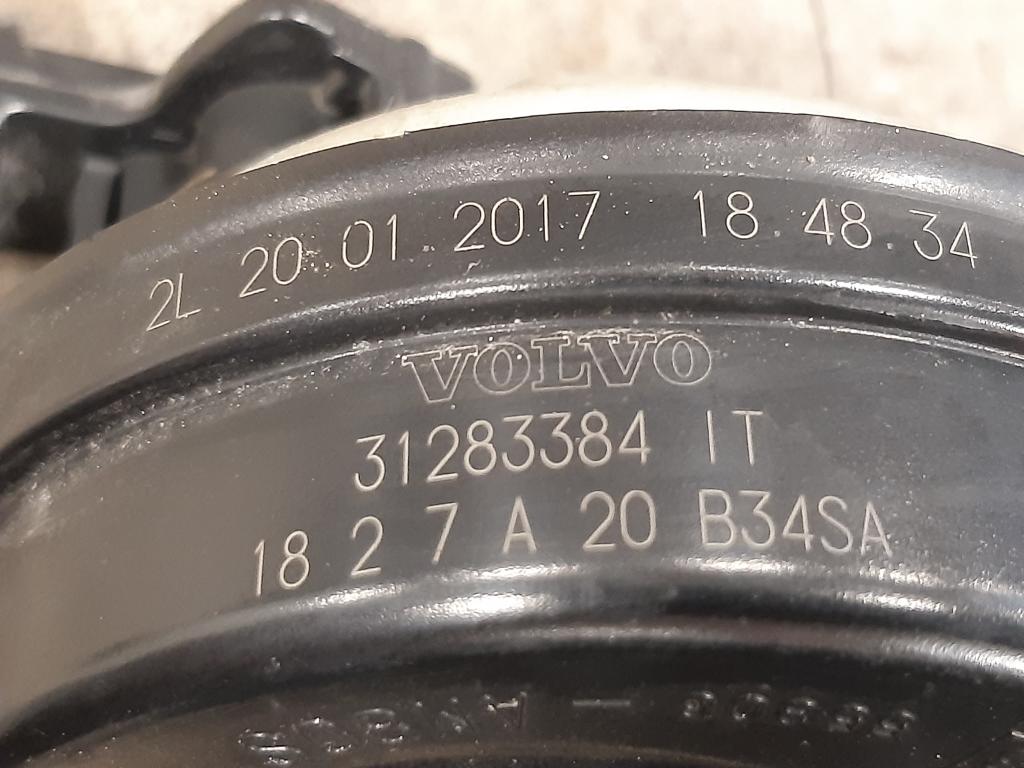 2L 20.01.2017 18.48.34
VOLVO
31283384 IT
18 2 7 A 20 B34SA